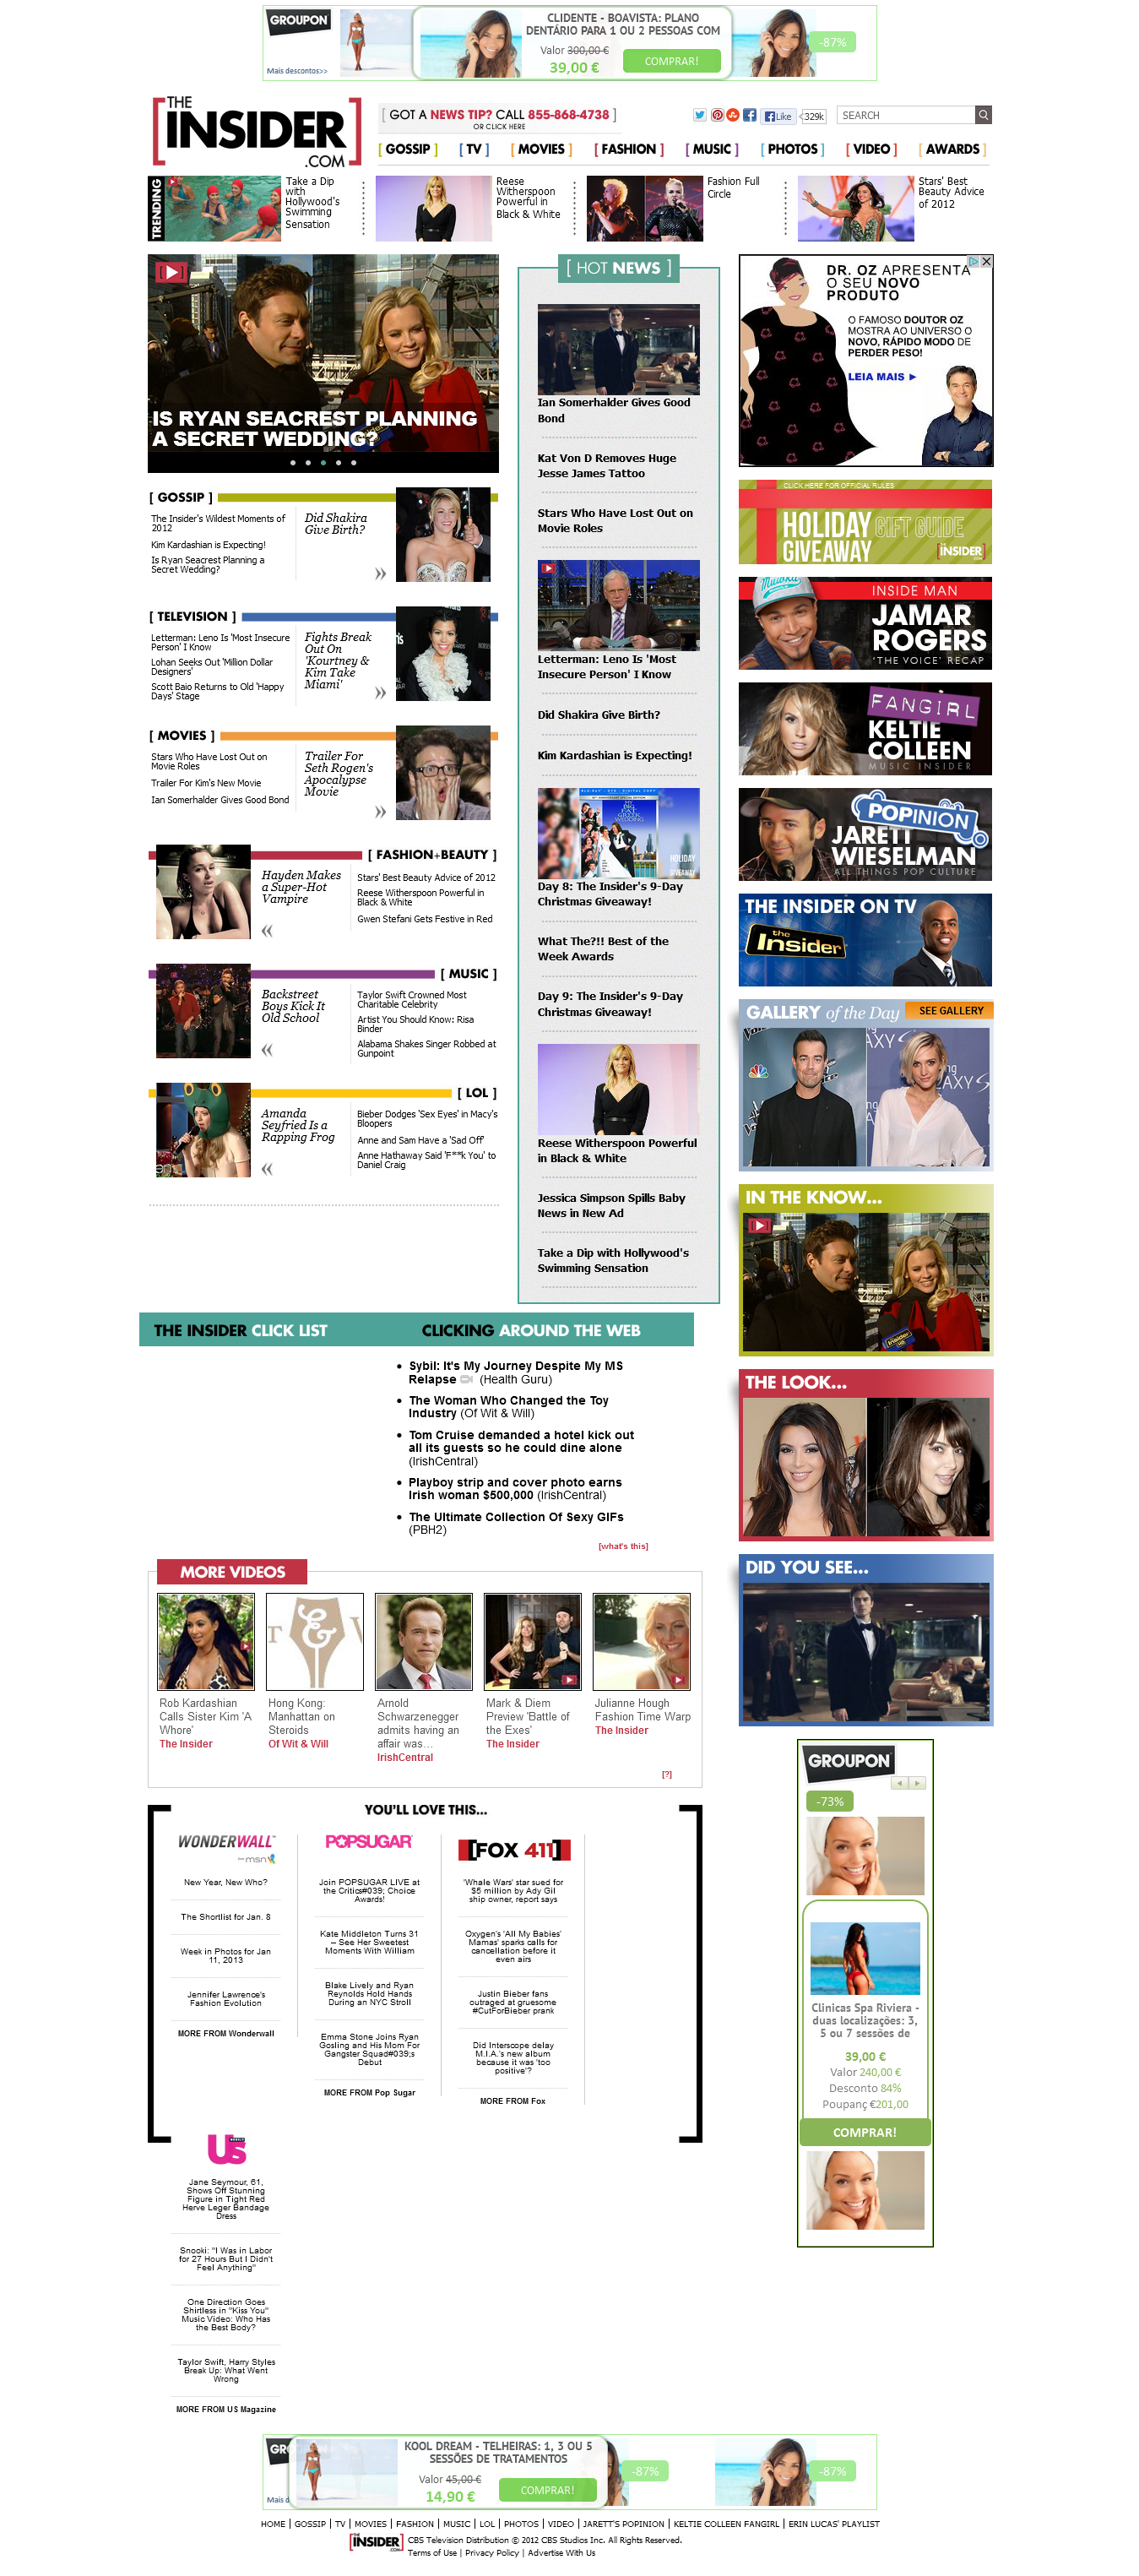 GROUPON
Mais descontos>>
CLIDENTE - BOAVISTA: PLANO
DENTÁRIO PARA 1 OU 2 PESSOAS COM
Valor 300,00 €
39,00 €
COMPRAR!
-87%
THE
[INSIDER]
.COM
[ GOT A NEWS TIP? CALL 855-868-4738 ]
OR CLICK HERE
Like
329k
SEARCH
[ GOSSIP ]
[ TV ]
[ MOVIES ]
[ FASHION ]
[ MUSIC ]
[ PHOTOS ]
[ VIDEO ]
[ AWARDS ]
TRENDING
Take a Dip
with
Hollywood's
Swimming
Sensation
Reese
Witherspoon
Powerful in
Black & White
Fashion Full
Circle
Stars' Best
Beauty Advice
of 2012
IS RYAN SEACREST PLANNING
A SECRET WEDDING?
[ GOSSIP ]
The Insider's Wildest Moments of
2012
Kim Kardashian is Expecting!
Is Ryan Seacrest Planning a
Secret Wedding?
Did Shakira
Give Birth?
[ TELEVISION ]
Letterman: Leno Is 'Most Insecure
Person' I Know
Lohan Seeks Out 'Million Dollar
Designers'
Scott Baio Returns to Old 'Happy
Days' Stage
Fights Break
Out On
'Kourtney &
Kim Take
Miami'
[ MOVIES ]
Stars Who Have Lost Out on
Movie Roles
Trailer For Kim's New Movie
Ian Somerhalder Gives Good Bond
Trailer For
Seth Rogen's
Apocalypse
Movie
[ FASHION+BEAUTY ]
Hayden Makes
a Super-Hot
Vampire
Stars' Best Beauty Advice of 2012
Reese Witherspoon Powerful in
Black & White
Gwen Stefani Gets Festive in Red
[ MUSIC ]
Backstreet
Boys Kick It
Old School
Taylor Swift Crowned Most
Charitable Celebrity
Artist You Should Know: Risa
Binder
Alabama Shakes Singer Robbed at
Gunpoint
[ LOL ]
Amanda
Seyfried Is a
Rapping Frog
Bieber Dodges 'Sex Eyes' in Macy's
Bloopers
Anne and Sam Have a 'Sad Off'
Anne Hathaway Said 'F**k You' to
Daniel Craig
[ HOT NEWS ]
Ian Somerhalder Gives Good
Bond
Kat Von D Removes Huge
Jesse James Tattoo
Stars Who Have Lost Out on
Movie Roles
Letterman: Leno Is 'Most
Insecure Person' I Know
Did Shakira Give Birth?
Kim Kardashian is Expecting!
HOLIDAY
GIVEAWAY
Day 8: The Insider's 9-Day
Christmas Giveaway!
What The?!! Best of the
Week Awards
Day 9: The Insider's 9-Day
Christmas Giveaway!
Reese Witherspoon Powerful
in Black & White
Jessica Simpson Spills Baby
News in New Ad
Take a Dip with Hollywood's
Swimming Sensation
DR. OZ APRESENTA
O SEU NOVO
PRODUTO
O FAMOSO DOUTOR OZ
MOSTRA AO UNIVERSO O
NOVO, RÁPIDO MODO DE
PERDER PESO!
LEIA MAIS ►
CLICK HERE FOR OFFICIAL RULES
HOLIDAY GIFT GUIDE
GIVEAWAY
[INSIDER]
INSIDE MAN
JAMAR
ROGERS
'THE VOICE' RECAP
FANGIRL
KELTIE
COLLEEN
MUSIC INSIDER
POPINION
JARETT
WIESELMAN
ALL THINGS POP CULTURE
THE INSIDER ON TV
the
Insider
GALLERY of the Day
SEE GALLERY
IN THE KNOW...
THE LOOK...
DID YOU SEE...
THE INSIDER CLICK LIST
CLICKING AROUND THE WEB
• Sybil: It's My Journey Despite My MS
Relapse (Health Guru)
• The Woman Who Changed the Toy
Industry (Of Wit & Will)
• Tom Cruise demanded a hotel kick out
all its guests so he could dine alone
(IrishCentral)
• Playboy strip and cover photo earns
Irish woman $500,000 (IrishCentral)
• The Ultimate Collection Of Sexy GIFs
(PBH2)
[what's this]
MORE VIDEOS
Rob Kardashian
Calls Sister Kim 'A
Whore'
The Insider
Hong Kong:
Manhattan on
Steroids
Of Wit & Will
Arnold
Schwarzenegger
admits having an
affair was...
IrishCentral
Mark & Diem
Preview 'Battle of
the Exes'
The Insider
Julianne Hough
Fashion Time Warp
The Insider
[?]
YOU'LL LOVE THIS...
WONDERWALL
msn
New Year, New Who?
The Shortlist for Jan. 8
Week in Photos for Jan
11, 2013
Jennifer Lawrence's
Fashion Evolution
MORE FROM Wonderwall
POPSUGAR
Join POPSUGAR LIVE at
the Critics#039; Choice
Awards!
Kate Middleton Turns 31
— See Her Sweetest
Moments With William
Blake Lively and Ryan
Reynolds Hold Hands
During an NYC Stroll
Emma Stone Joins Ryan
Gosling and His Mom For
Gangster Squad#039;s
Debut
MORE FROM Pop Sugar
[FOX 411]
'Whale Wars' star sued for
$5 million by Ady Gil
ship owner, report says
Oxygen's 'All My Babies'
Mamas' sparks calls for
cancellation before it
even airs
Justin Bieber fans
outraged at gruesome
#CutForBieber prank
Did Interscope delay
M.I.A.'s new album
because it was 'too
positive'?
MORE FROM Fox
Us
Jane Seymour, 61,
Shows Off Stunning
Figure in Tight Red
Herve Leger Bandage
Dress
Snooki: "I Was in Labor
for 27 Hours But I Didn't
Feel Anything"
One Direction Goes
Shirtless in "Kiss You"
Music Video: Who Has
the Best Body?
Taylor Swift, Harry Styles
Break Up: What Went
Wrong
MORE FROM US Magazine
GROUPON
-73%
Clinicas Spa Riviera -
duas localizações: 3,
5 ou 7 sessões de
39,00 €
Valor 240,00 €
Desconto 84%
Poupanç €201,00
COMPRAR!
GR
Mais d
KOOL DREAM - TELHEIRAS: 1, 3 OU 5
SESSÕES DE TRATAMENTOS
Valor 45,00 €
14,90 €
COMPRAR!
-87%
-87%
HOME | GOSSIP | TV | MOVIES | FASHION | MUSIC | LOL | PHOTOS | VIDEO | JARETT'S POPINION | KELTIE COLLEEN FANGIRL | ERIN LUCAS' PLAYLIST
[INSIDER]
CBS Television Distribution © 2012 CBS Studios Inc. All Rights Reserved.
Terms of Use | Privacy Policy | Advertise With Us